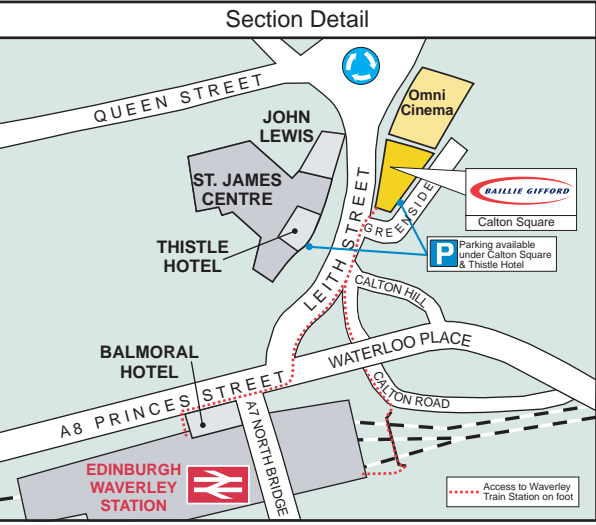 Section Detail
QUEEN STREET
JOHN
LEWIS
Omni
Cinema
ST. JAMES
CENTRE
BAILLIE GIFFORD
Calton Square
GREENSIDE
THISTLE
HOTEL
LEITH STREET
P
Parking available
under Calton Square
& Thistle Hotel
CALTON HILL
WATERLOO PLACE
BALMORAL
HOTEL
CALTON ROAD
A8 PRINCES STREET
A7 NORTH BRIDGE
EDINBURGH
WAVERLEY
STATION
Access to Waverley
Train Station on foot